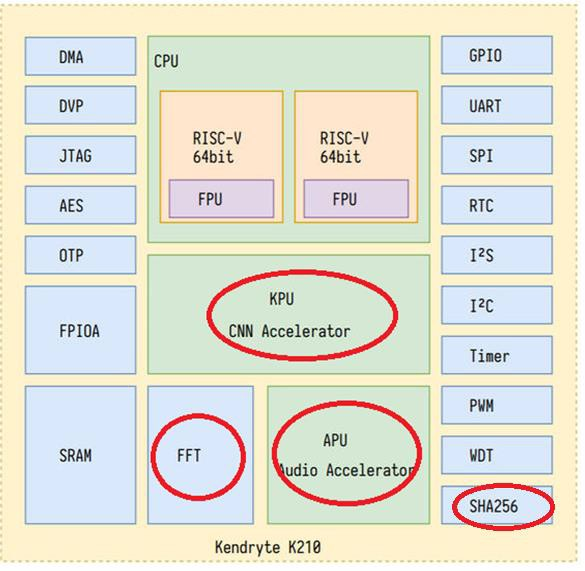 DMA
DVP
JTAG
AES
OTP
FPIOA
SRAM
CPU
RISC-V
64bit
FPU
RISC-V
64bit
FPU
KPU
CNN Accelerator
FFT
APU
Audio Accelerator
GPIO
UART
SPI
RTC
I²S
I²C
Timer
PWM
WDT
SHA256
Kendryte K210